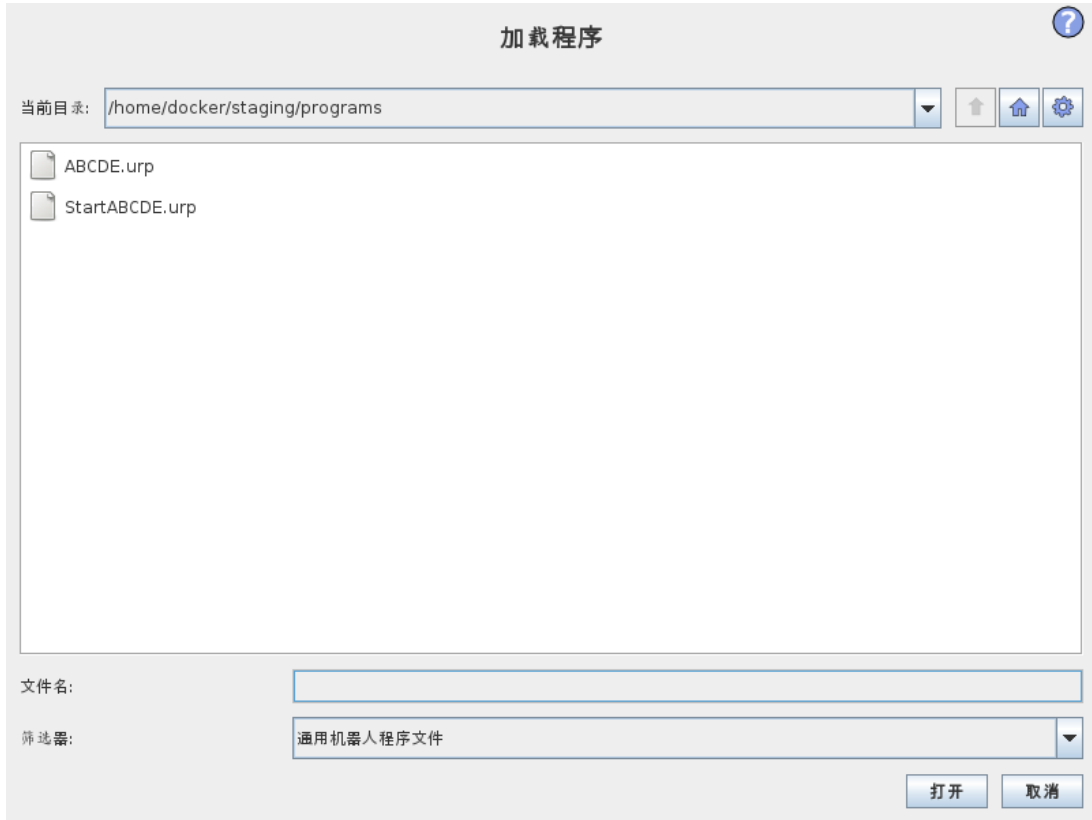 加载程序
?
当前目录: /home/docker/staging/programs
ABCDE.urp
StartABCDE.urp
文件名:
筛选器: 通用机器人程序文件
打开 取消